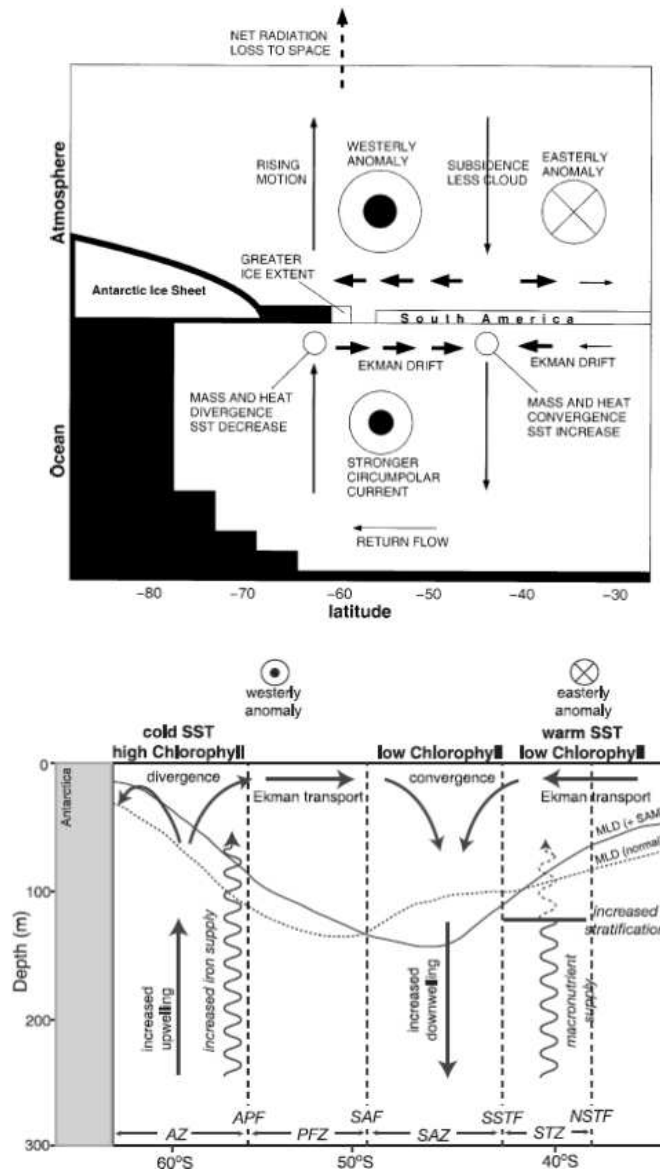 NET RADIATION
LOSS TO SPACE
Atmosphere
RISING
MOTION
WESTERLY
ANOMALY
SUBSIDENCE
LESS CLOUD
EASTERLY
ANOMALY
GREATER
ICE EXTENT
Antarctic Ice Sheet
South America
EKMAN DRIFT
EKMAN DRIFT
MASS AND HEAT
DIVERGENCE
SST DECREASE
MASS AND HEAT
CONVERGENCE
SST INCREASE
Ocean
STRONGER
CIRCUMPOLAR
CURRENT
RETURN FLOW
-80 -70 -60 -50 -40 -30
latitude
westerly
anomaly
easterly
anomaly
cold SST
high Chlorophyll
low Chlorophyll
warm SST
low Chlorophyll
0
Antarctica
divergence
Ekman transport
convergence
Ekman transport
MLD (+ SAM
MLD (normal
100
Depth (m)
increased
stratification
increased
upwelling
increased iron supply
increased
downwelling
macronutrient
supply
200
APF SAF SSTF NSTF
AZ PFZ SAZ STZ
300
60°S 50°S 40°S